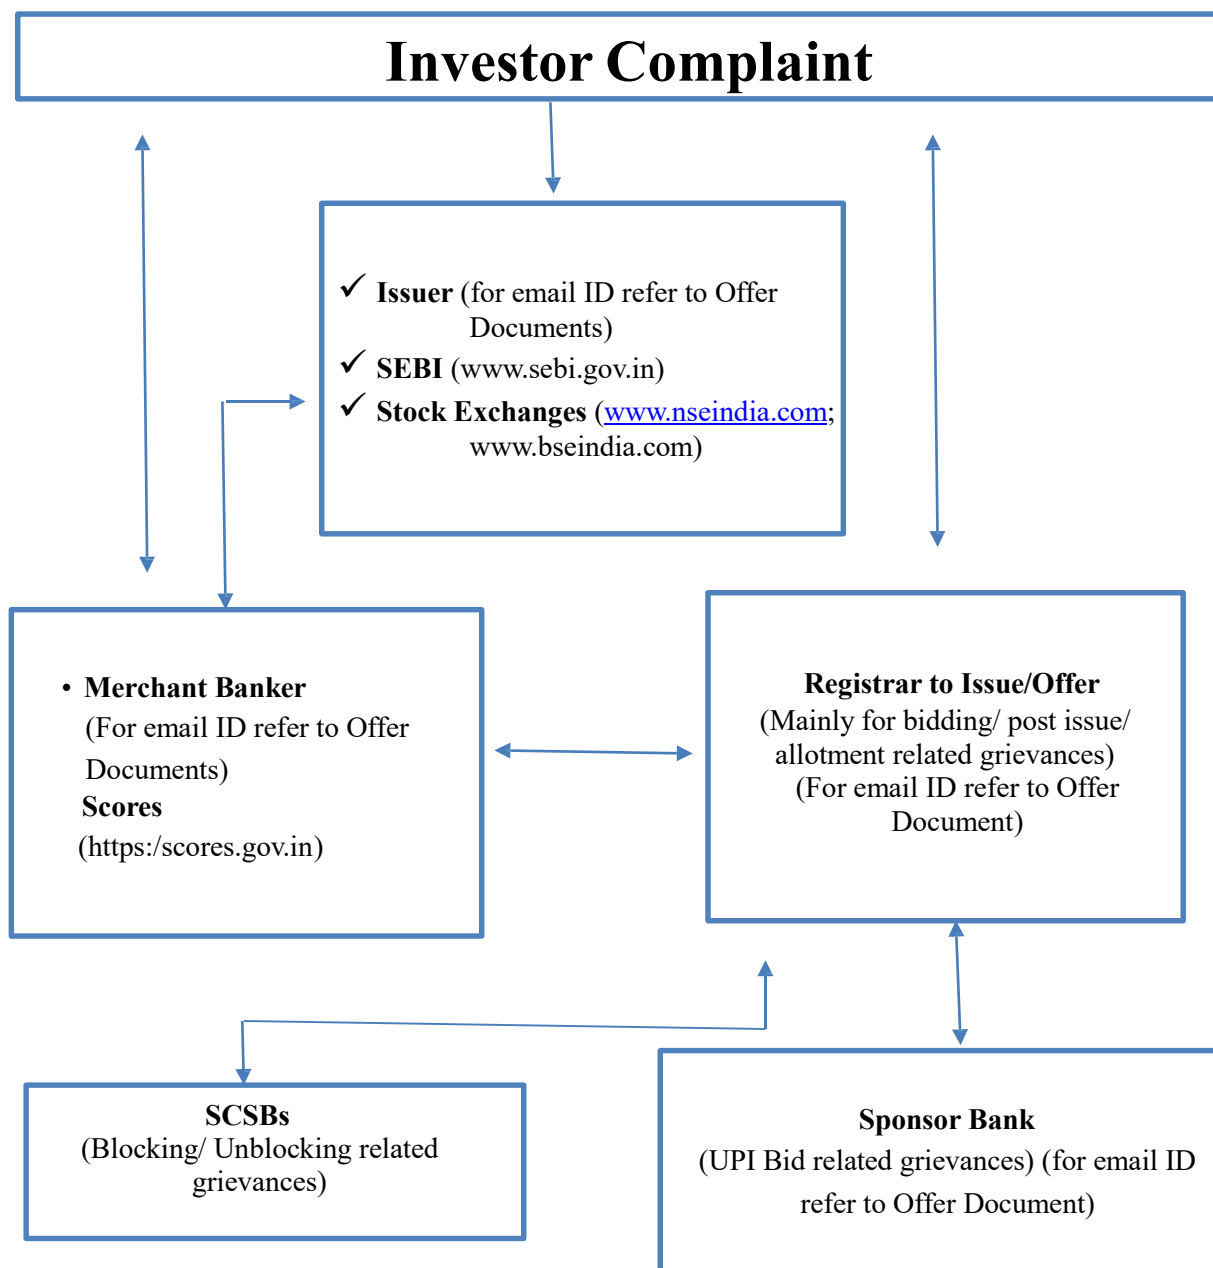 Investor Complaint
✓ Issuer (for email ID refer to Offer
Documents)
✓ SEBI (www.sebi.gov.in)
✓ Stock Exchanges (www.nseindia.com;
www.bseindia.com)
• Merchant Banker
(For email ID refer to Offer
Documents)
Scores
(https:/scores.gov.in)
Registrar to Issue/Offer
(Mainly for bidding/ post issue/
allotment related grievances)
(For email ID refer to Offer
Document)
SCSBs
(Blocking/ Unblocking related
grievances)
Sponsor Bank
(UPI Bid related grievances) (for email ID
refer to Offer Document)